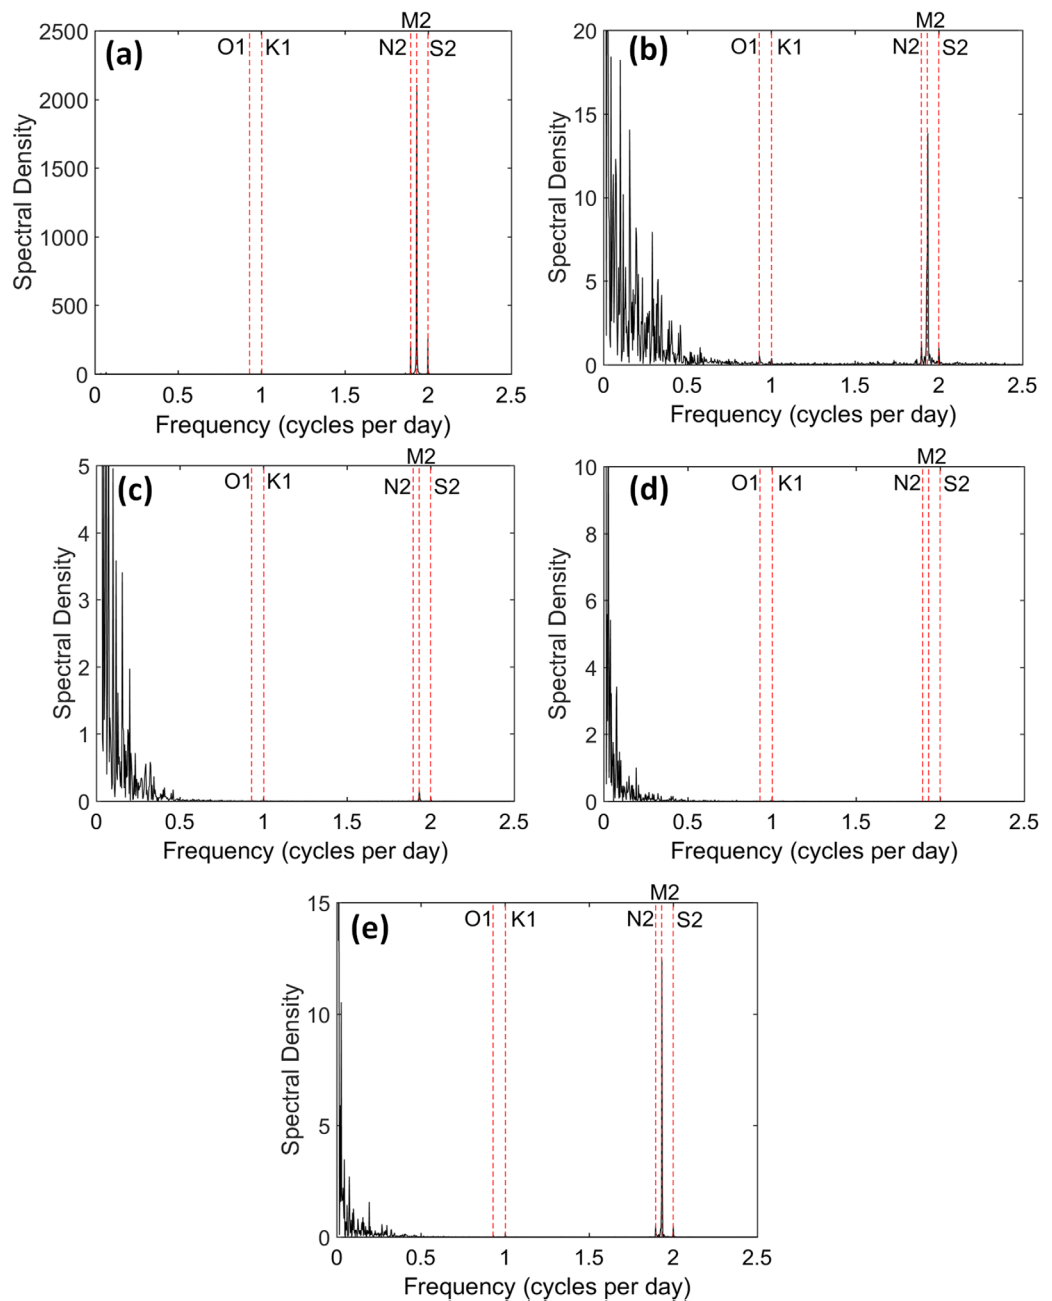 M2
(a)
O1 K1 N2 S2
2500
2000
1500
1000
500
0
Spectral Density
0 0.5 1 1.5 2 2.5
Frequency (cycles per day)
M2
(b)
O1 K1 N2 S2
20
15
10
5
0
Spectral Density
0 0.5 1 1.5 2 2.5
Frequency (cycles per day)
M2
(c)
O1 K1 N2 S2
5
4
3
2
1
0
Spectral Density
0 0.5 1 1.5 2 2.5
Frequency (cycles per day)
M2
(d)
O1 K1 N2 S2
10
8
6
4
2
0
Spectral Density
0 0.5 1 1.5 2 2.5
Frequency (cycles per day)
M2
(e)
O1 K1 N2 S2
15
10
5
0
Spectral Density
0 0.5 1 1.5 2 2.5
Frequency (cycles per day)